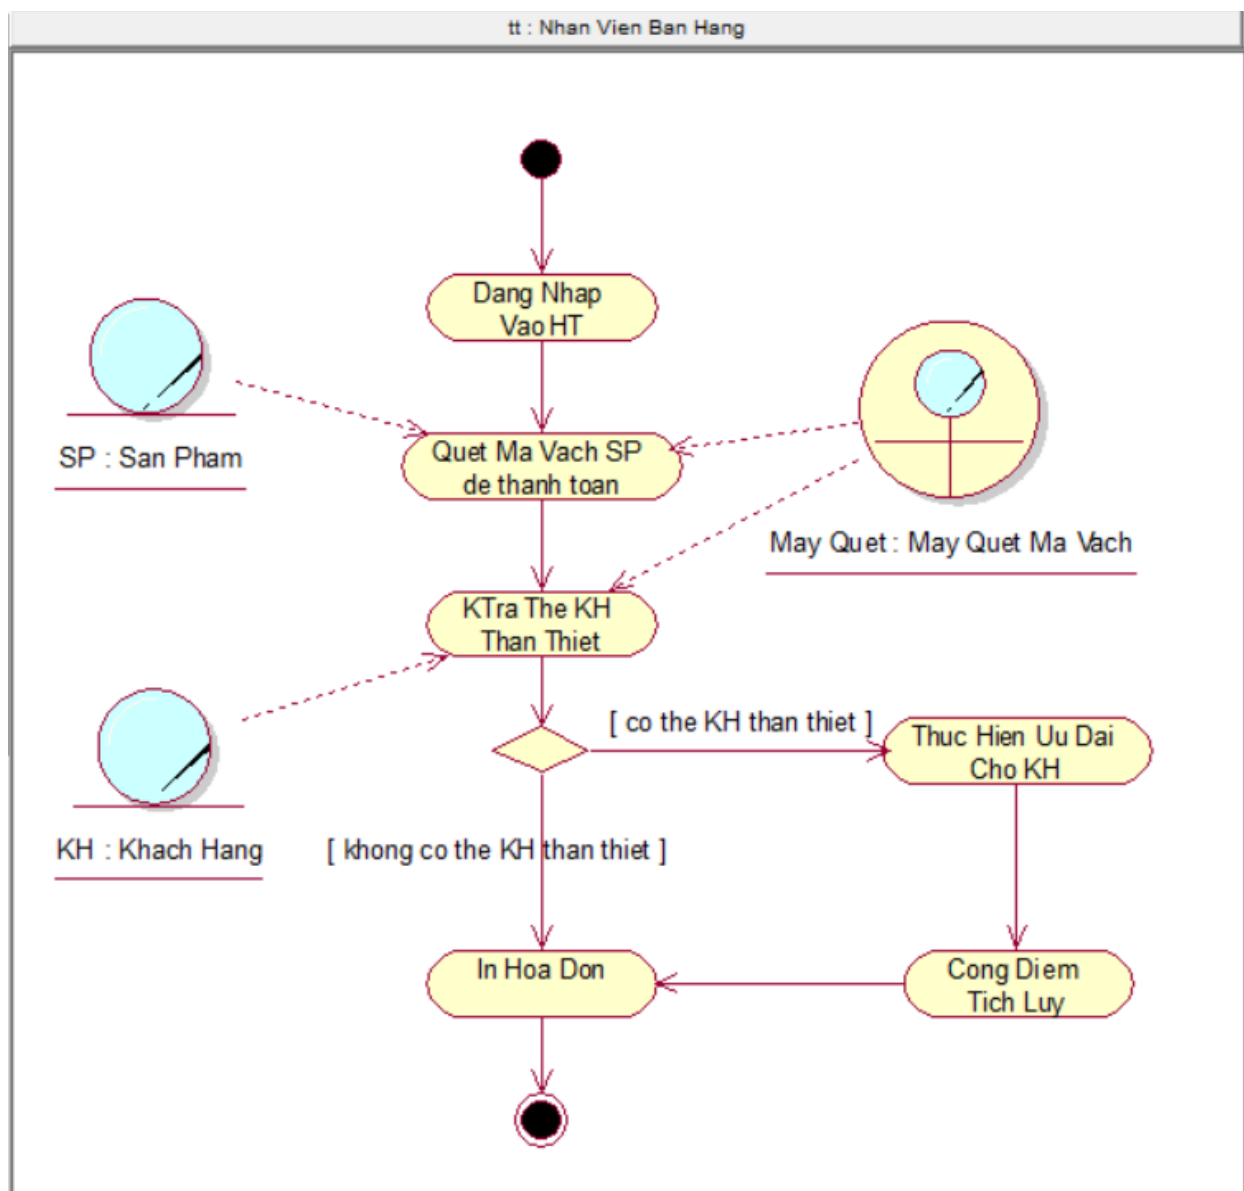 tt : Nhan Vien Ban Hang
Dang Nhap
Vao HT
SP : San Pham
Quet Ma Vach SP
de thanh toan
May Quet : May Quet Ma Vach
KTra The KH
Than Thiet
[ co the KH than thiet ]
Thuc Hien Uu Dai
Cho KH
KH : Khach Hang
[ khong co the KH than thiet ]
In Hoa Don
Cong Diem
Tich Luy